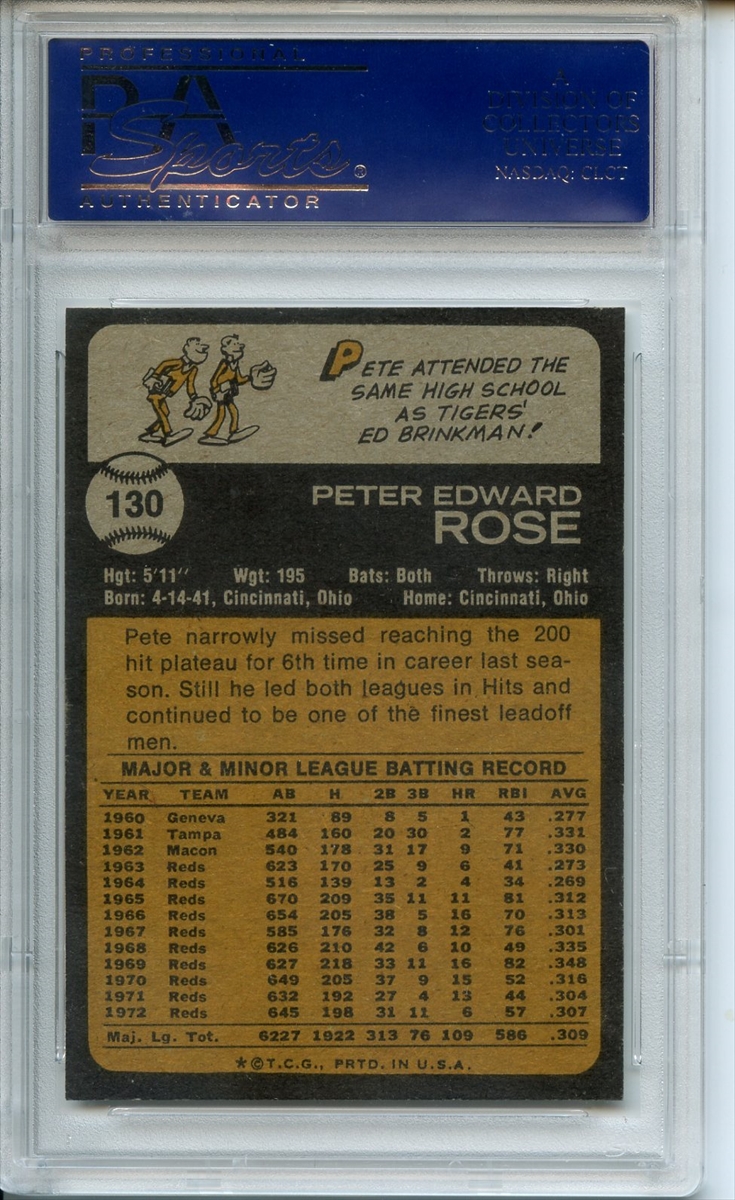 PROFESSIONAL
PSA
Sports®
AUTHENTICATOR
A
DIVISION OF
COLLECTORS
UNIVERSE
NASDAQ: CLCT
PETE ATTENDED THE
SAME HIGH SCHOOL
AS TIGERS'
ED BRINKMAN!
130
PETER EDWARD
ROSE
Hgt: 5'11" Wgt: 195 Bats: Both Throws: Right
Born: 4-14-41, Cincinnati, Ohio Home: Cincinnati, Ohio
Pete narrowly missed reaching the 200
hit plateau for 6th time in career last sea-
son. Still he led both leagues in Hits and
continued to be one of the finest leadoff
men.
MAJOR & MINOR LEAGUE BATTING RECORD
YEAR TEAM AB H 2B 3B HR RBI AVG
1960 Geneva 321 89 8 5 1 43 .277
1961 Tampa 484 160 20 30 2 77 .331
1962 Macon 540 178 31 17 9 71 .330
1963 Reds 623 170 25 9 6 41 .273
1964 Reds 516 139 13 2 4 34 .269
1965 Reds 670 209 35 11 11 81 .312
1966 Reds 654 205 38 5 16 70 .313
1967 Reds 585 176 32 8 12 76 .301
1968 Reds 626 210 42 6 10 49 .335
1969 Reds 627 218 33 11 16 82 .348
1970 Reds 649 205 37 9 15 52 .316
1971 Reds 632 192 27 4 13 44 .304
1972 Reds 645 198 31 11 6 57 .307
Maj. Lg. Tot. 6227 1922 313 76 109 586 .309
*©T.C.G., PRTD. IN U.S.A.